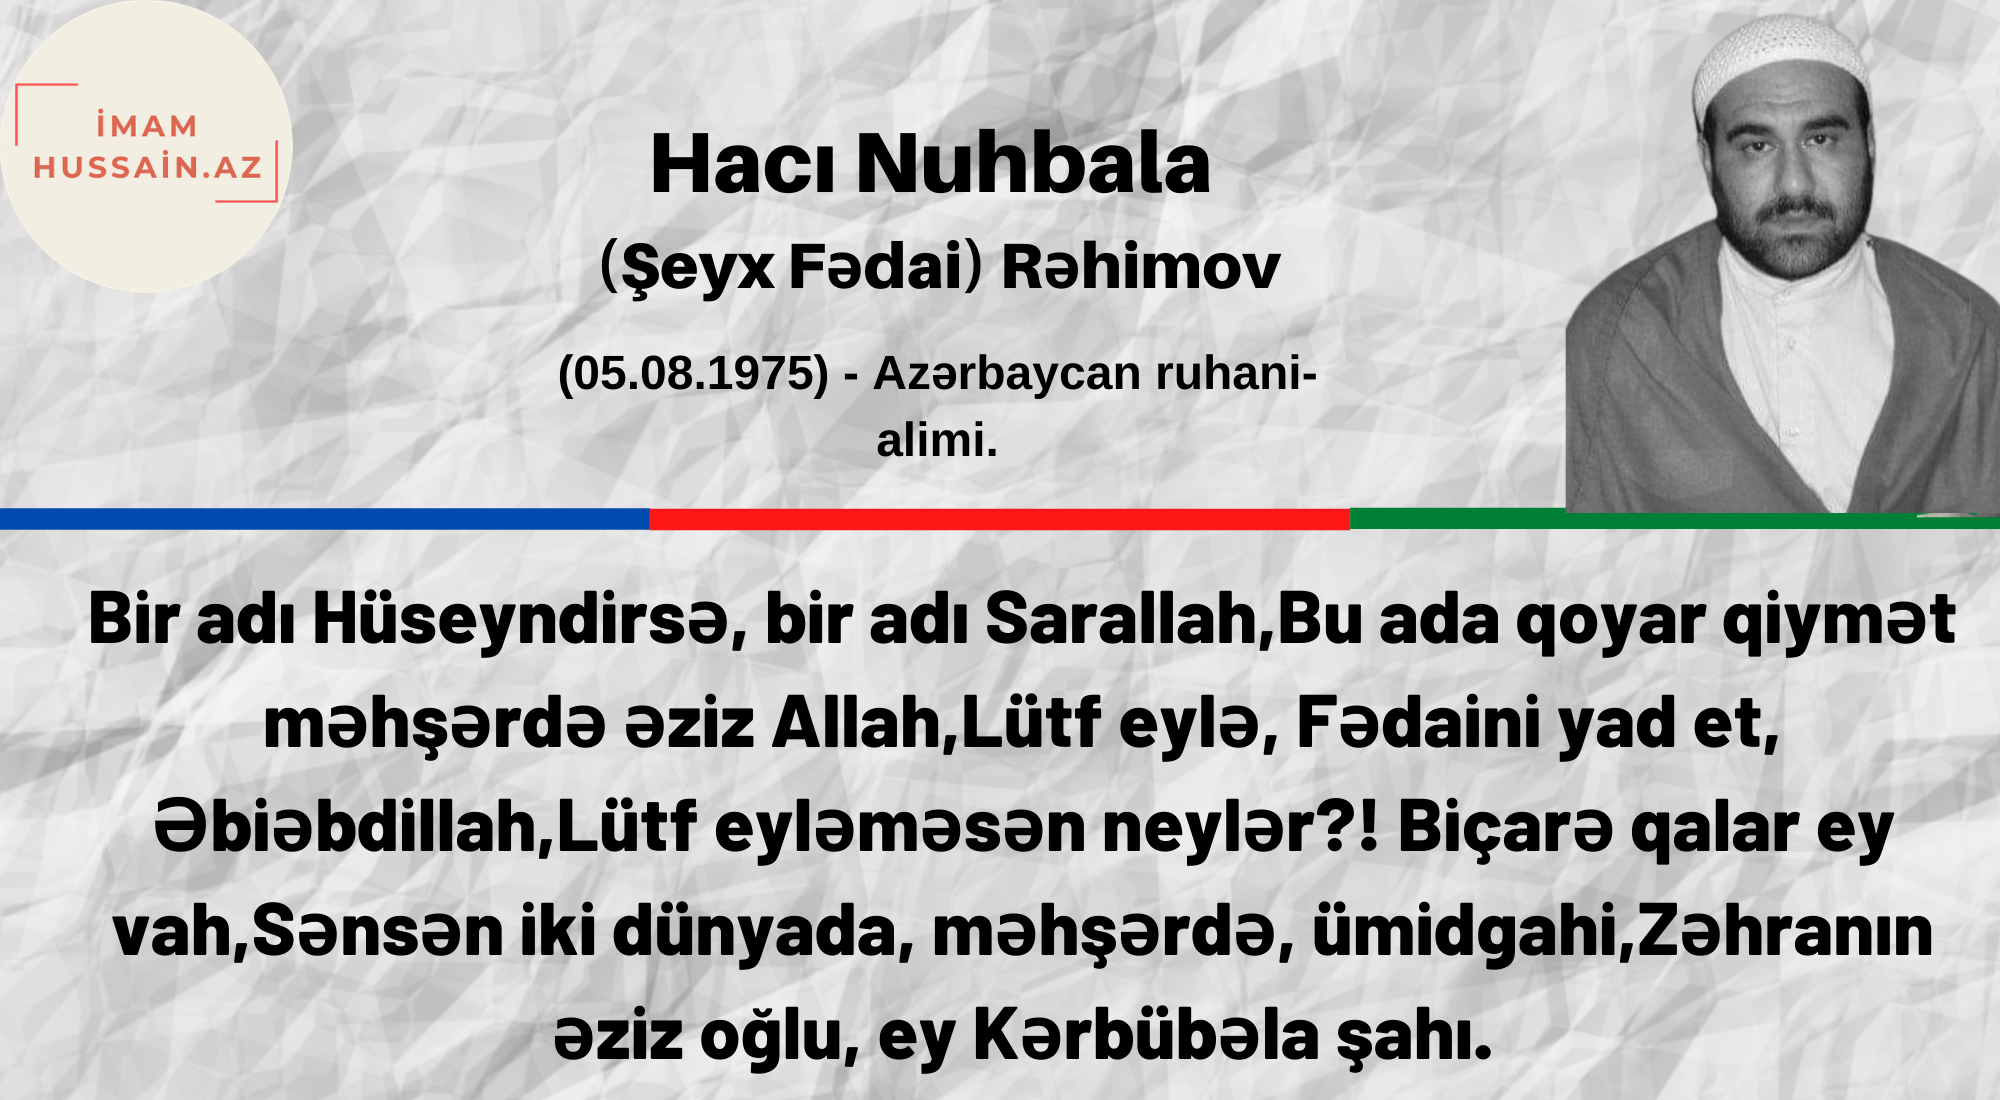 İMAM
HUSSAİN.AZ
Hacı Nuhbala
(Şeyx Fədai) Rəhimov
(05.08.1975) - Azərbaycan ruhani-
alimi.
Bir adı Hüseyndirsə, bir adı Sarallah,Bu ada qoyar qiymət
məhşərdə əziz Allah,Lütf eylə, Fədaini yad et,
Əbiəbdillah,Lütf eyləməsən neylər?! Biçarə qalar ey
vah,Sənsən iki dünyada, məhşərdə, ümidgahi,Zəhranın
əziz oğlu, ey Kərbübəla şahı.